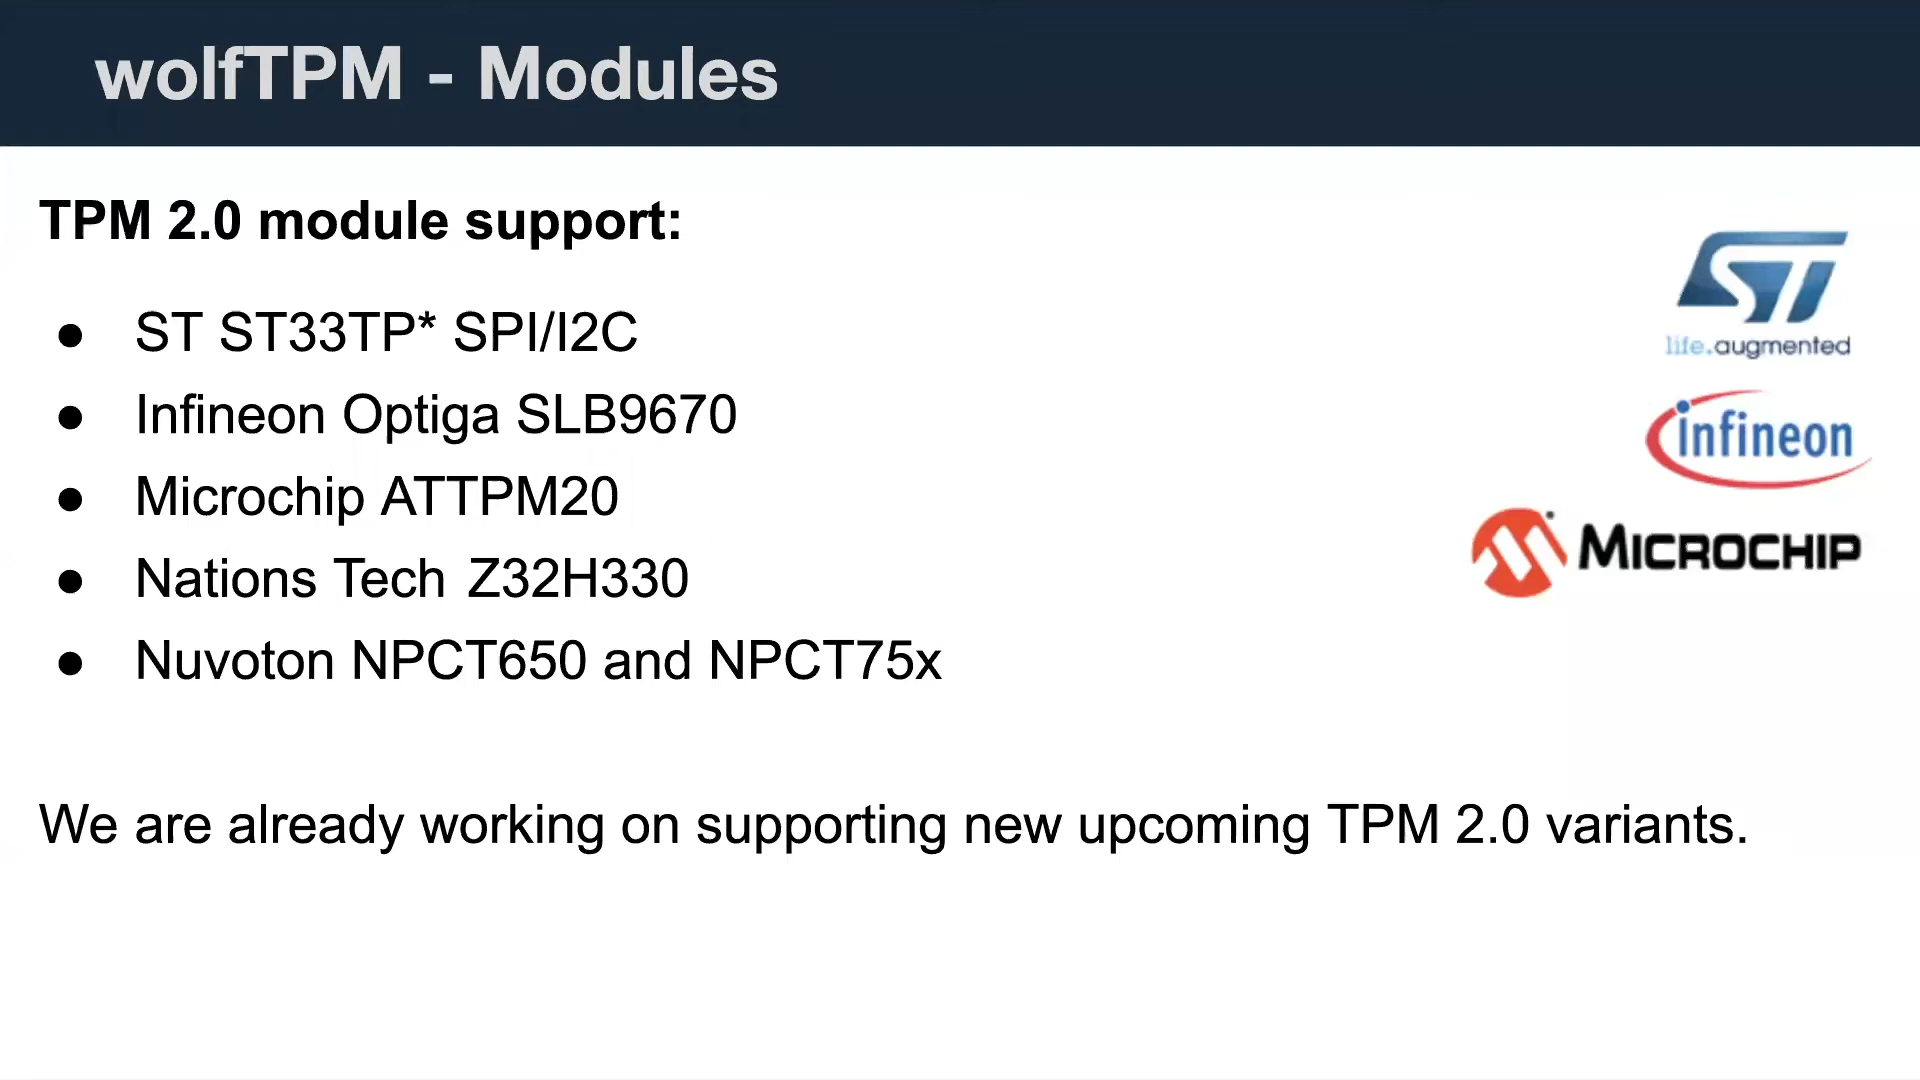 wolfTPM - Modules
TPM 2.0 module support:
● ST ST33TP* SPI/I2C
● Infineon Optiga SLB9670
● Microchip ATTPM20
● Nations Tech Z32H330
● Nuvoton NPCT650 and NPCT75x
We are already working on supporting new upcoming TPM 2.0 variants.
ST
life.augmented
infineon
MICROCHIP